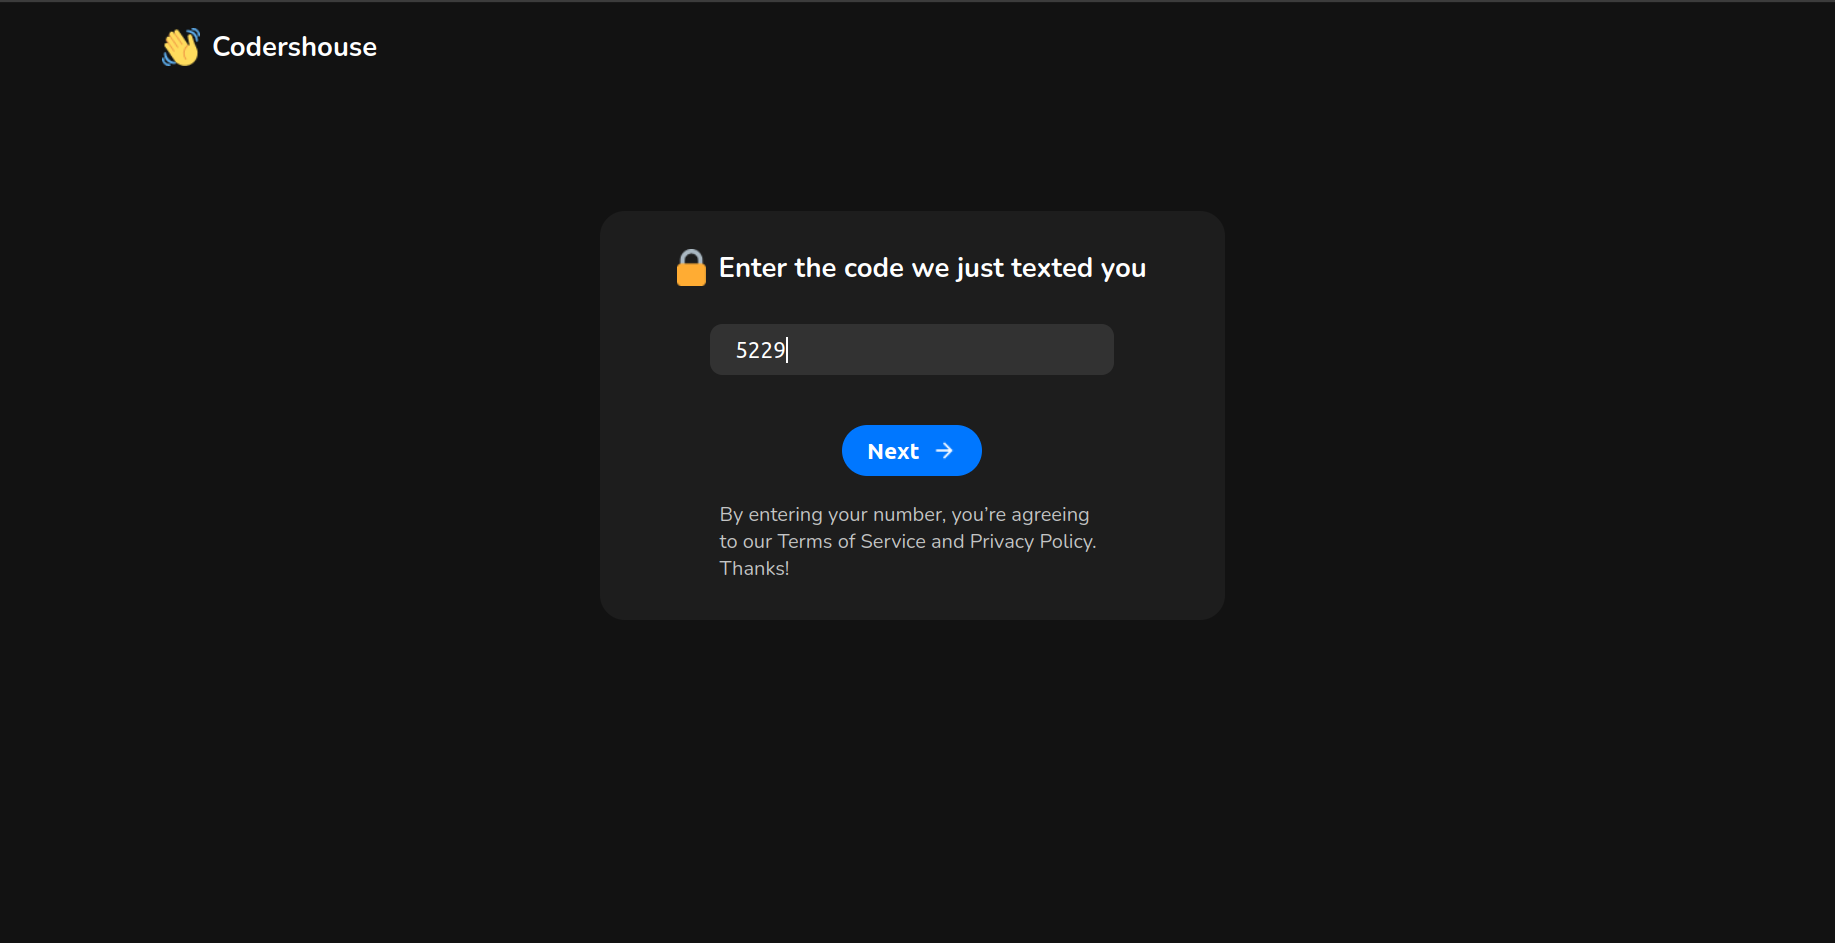 Codershouse
Enter the code we just texted you
5229
Next
By entering your number, you’re agreeing
to our Terms of Service and Privacy Policy.
Thanks!